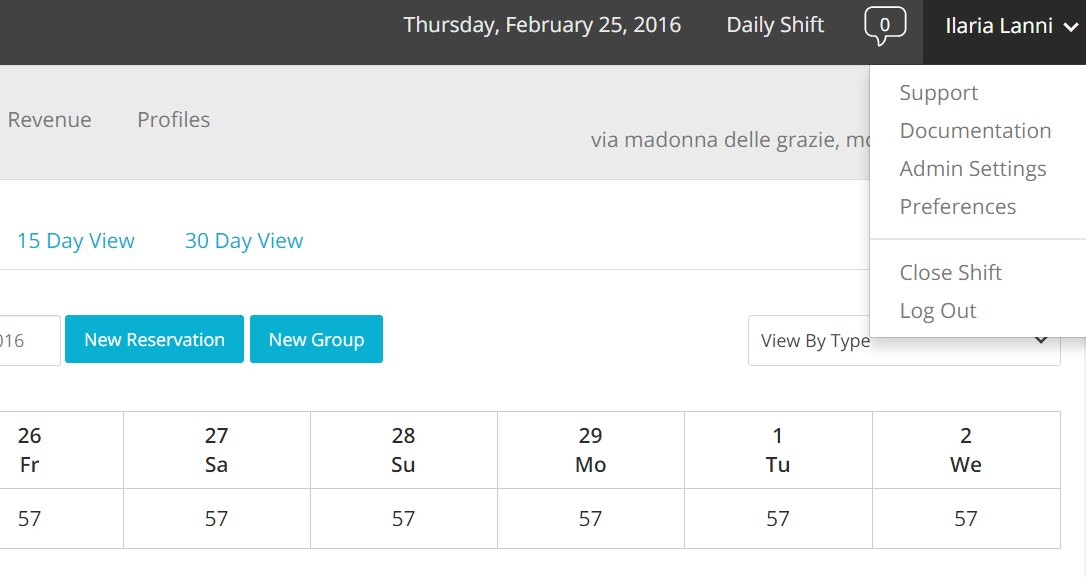 Thursday, February 25, 2016 Daily Shift 0 Ilaria Lanni
Support
Revenue Profiles
Documentation
via madonna delle grazie,
Admin Settings
Preferences
15 Day View 30 Day View
Close Shift
Log Out
016 New Reservation New Group View By Type
26 27 28 29 1 2
Fr Sa Su Mo Tu We
57 57 57 57 57 57